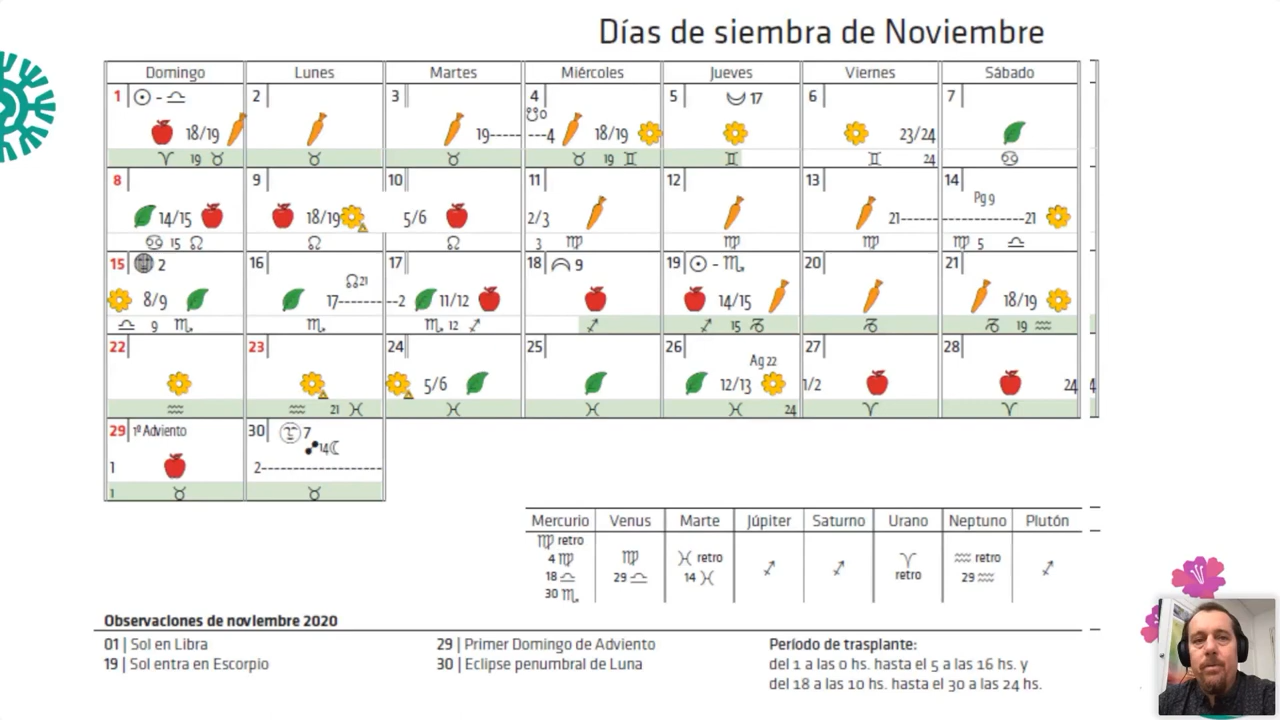 Días de siembra de Noviembre
Domingo Lunes Martes Miércoles Jueves Viernes Sábado
1 ☉ - ♎ 2 3 4 5 17 6 7
18/19 19----- ---4 18/19 23/24
♈ 19 ♉ ♉ ♉ ♉ 19 ♊ ♊ ♊ 24 ♋
8 9 10 11 12 13 14
Pg 9
14/15 18/19 5/6 2/3 21------ ---------------21
♋ 15 ♌ ♌ ♌ 3 ♍ ♍ ♍ ♍ 5 ♎
15 2 16 17 18 9 19 ☉ - ♏ 20 21
☊21
8/9 17-------- --2 11/12 14/15 18/19
♎ 9 ♏ ♏ ♏ 12 ♐ ♐ ♐ 15 ♑ ♑ ♑ 19 ♒
22 23 24 25 26 27 28
Ag 22
5/6 12/13 1/2 24 4
♒ ♒ 21 ♓ ♓ ♓ ♓ 24 ♈ ♈
29 1º Adviento 30 7
14☾
1 2--------------------
1 ♉ ♉
Mercurio Venus Marte Júpiter Saturno Urano Neptuno Plutón
♍ retro
4 ♍ ♍ ♓ retro ♐ ♐ ♈ ♒ retro ♐
18 ♎ 29 ♎ 14 ♓ retro 29 ♒
30 ♏
Observaciones de noviembre 2020
01 | Sol en Libra 29 | Primer Domingo de Adviento Período de trasplante:
19 | Sol entra en Escorpio 30 | Eclipse penumbral de Luna del 1 a las 0 hs. hasta el 5 a las 16 hs. y
del 18 a las 10 hs. hasta el 30 a las 24 hs.